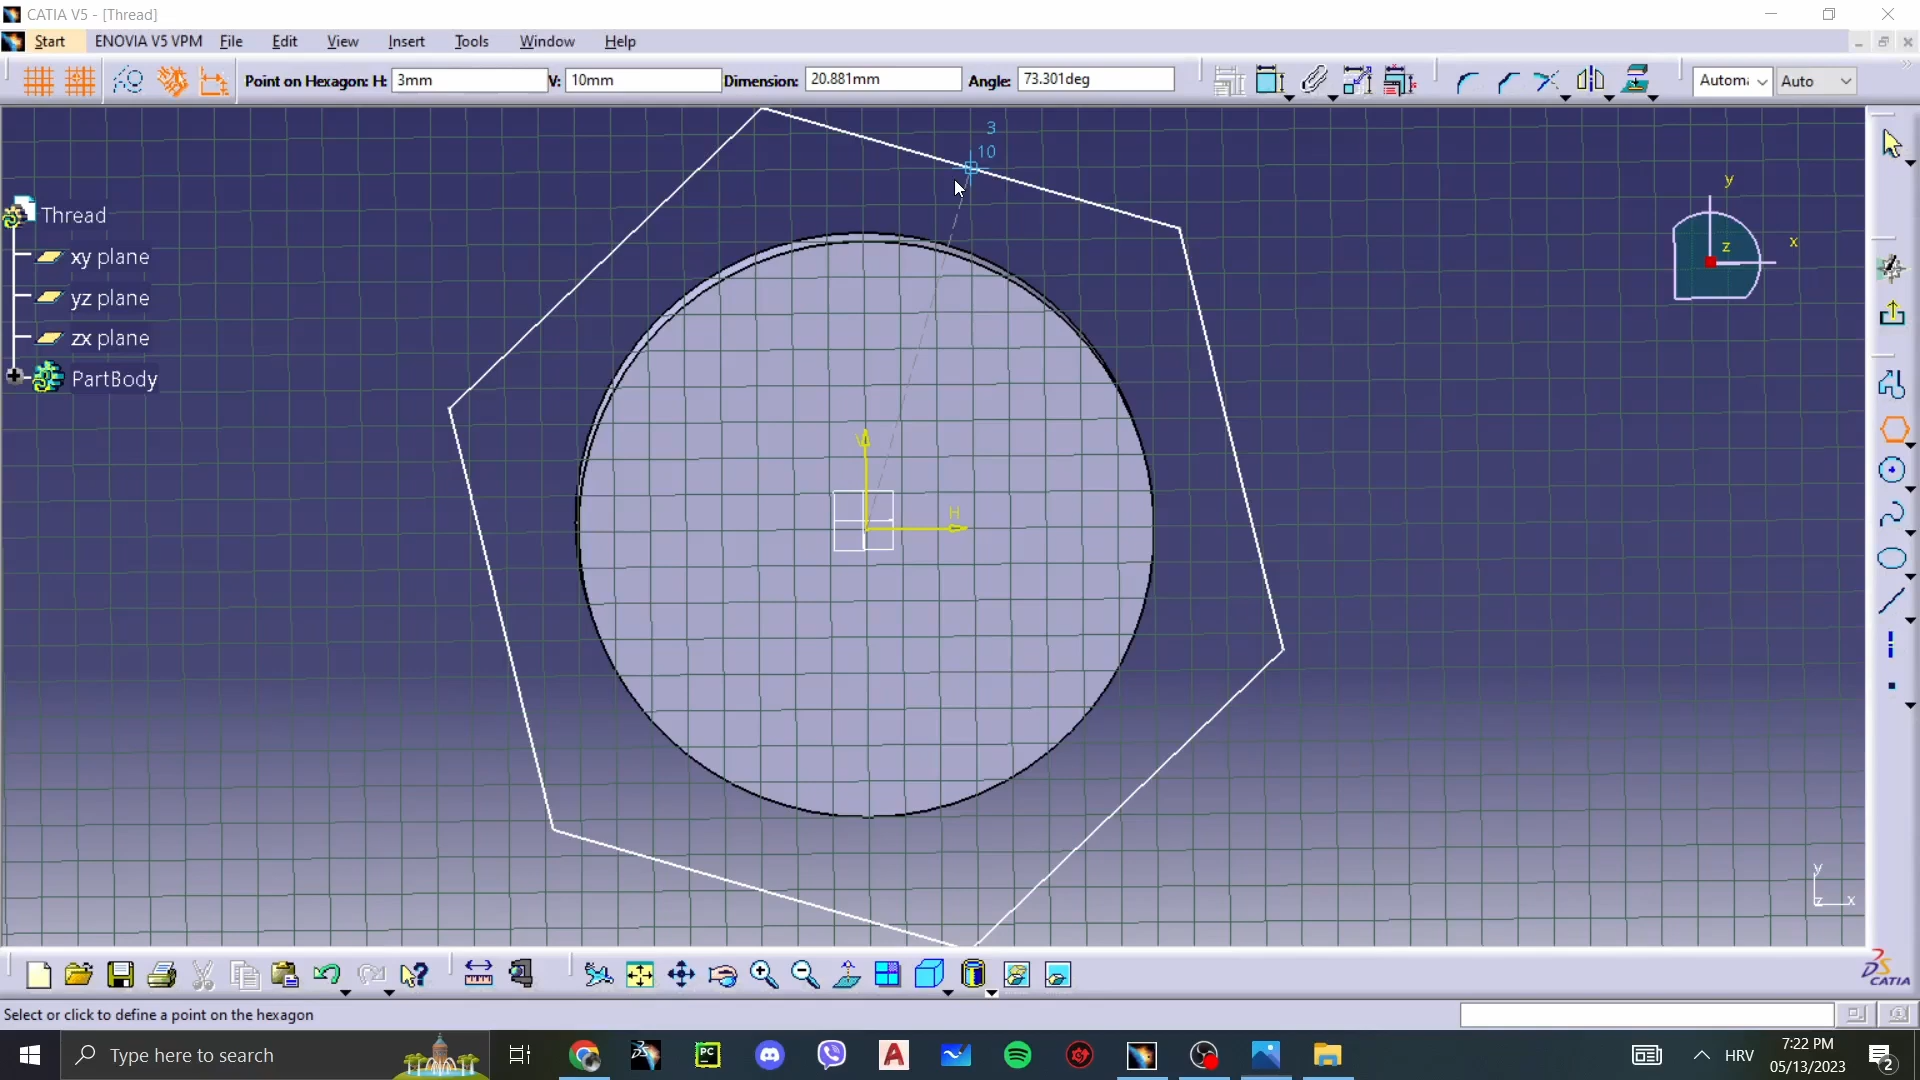 CATIA V5 - [Thread]
Start ENOVIA V5 VPM File Edit View Insert Tools Window Help
Point on Hexagon: H: 3mm V: 10mm Dimension: 20.881mm Angle: 73.301deg Autom Auto
3
10
y
x
z
Thread
xy plane
yz plane
zx plane
PartBody
V
H
y
z x
CATIA
Select or click to define a point on the hexagon
Type here to search
PC
A
HRV
7:22 PM
05/13/2023
2